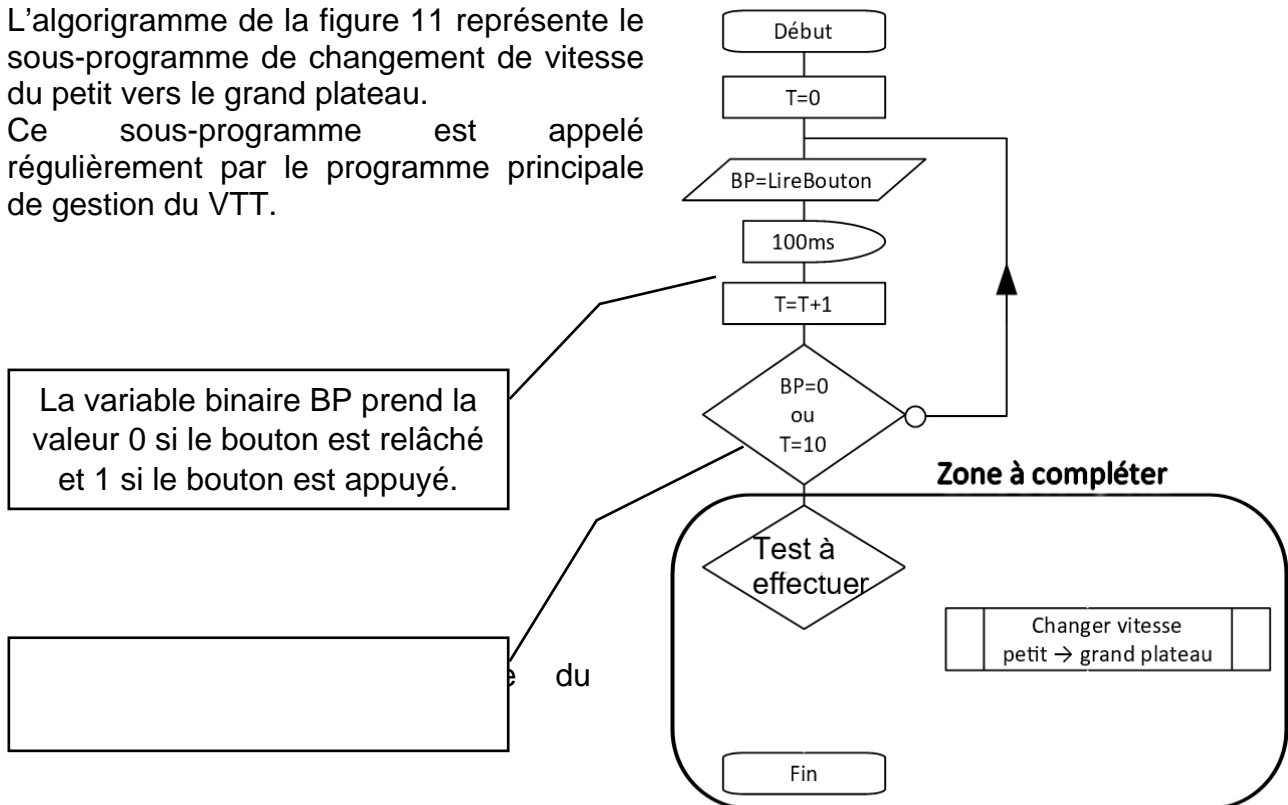 L’algorigramme de la figure 11 représente le
sous-programme de changement de vitesse
du petit vers le grand plateau.
Ce sous-programme est appelé
régulièrement par le programme principale
de gestion du VTT.
Début
T=0
BP=LireBouton
100ms
T=T+1
BP=0
ou
T=10
La variable binaire BP prend la
valeur 0 si le bouton est relâché
et 1 si le bouton est appuyé.
Zone à compléter
Test à
effectuer
Changer vitesse
petit → grand plateau
du
Fin